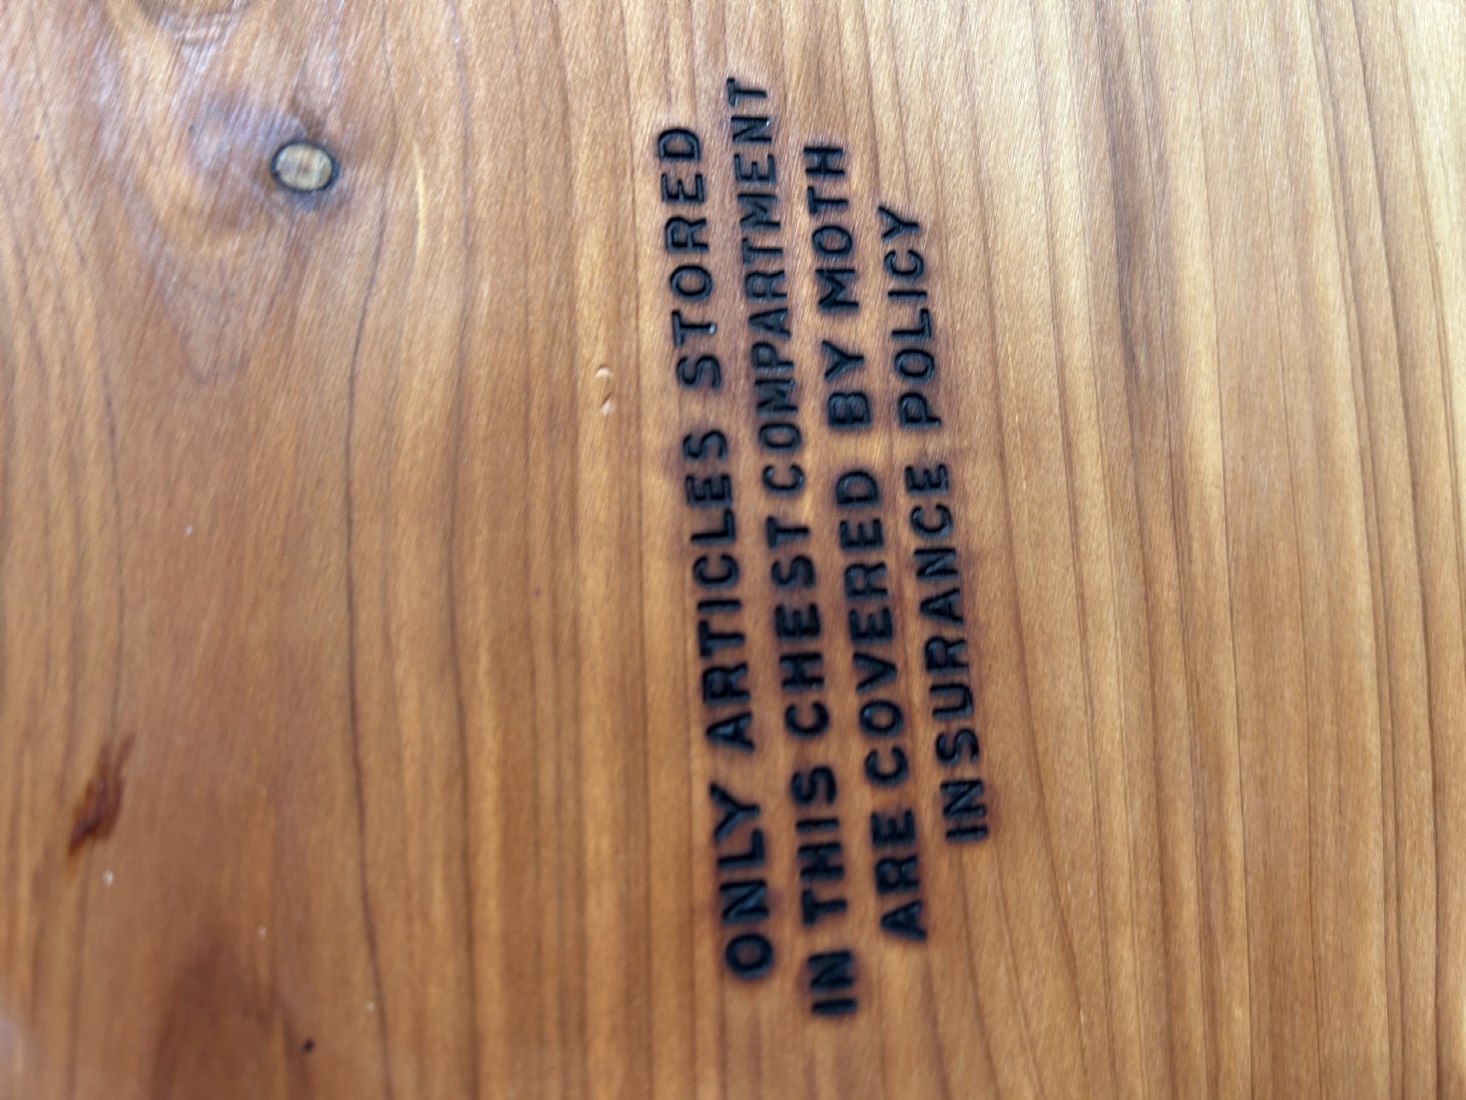 ONLY ARTICLES STORED
IN THIS CHEST COMPARTMENT
ARE COVERED BY MOTH
INSURANCE POLICY